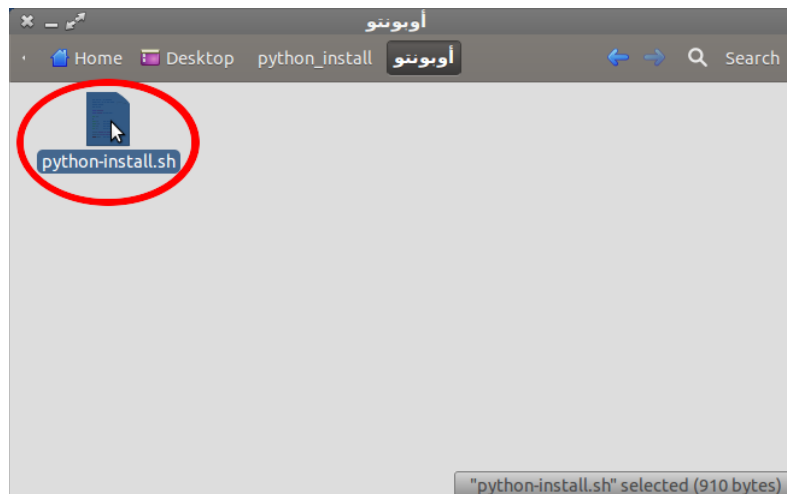 أوبونتو
Home Desktop python_install أوبونتو Search
python-install.sh
"python-install.sh" selected (910 bytes)